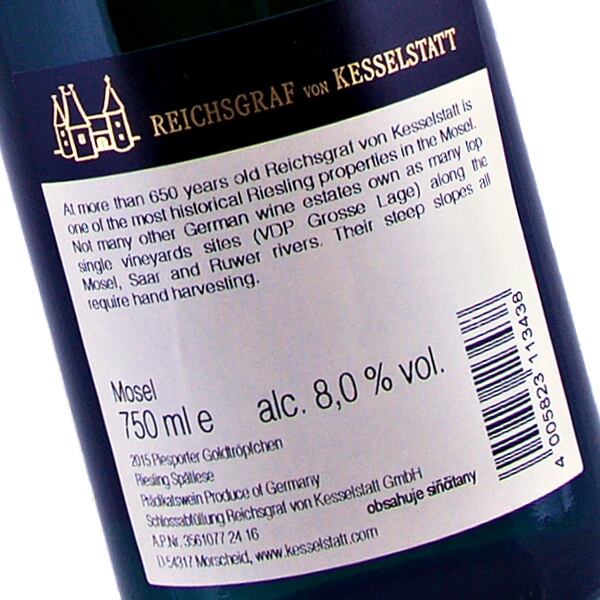 REICHSGRAF VON KESSELSTATT
At more than 650 years old Reichsgraf von Kesselstatt is
one of the most historical Riesling properties in the Mosel.
Not many other German wine estates own as many top
single vineyards sites (VDP Grosse Lage) along the
Mosel, Saar and Ruwer rivers. Their steep slopes all
require hand harvesting.
Mosel
750 ml e alc. 8,0 % vol.
2015 Piesporter Goldtröpfchen
Riesling Spätlese
Prädikatswein Produce of Germany
Schlossabfüllung Reichsgraf von Kesselstatt GmbH
A.P.Nr. 3561077 24 16 obsahuje siřičitany
D-54317 Morscheid, www.kesselstatt.com
4 005823 113438